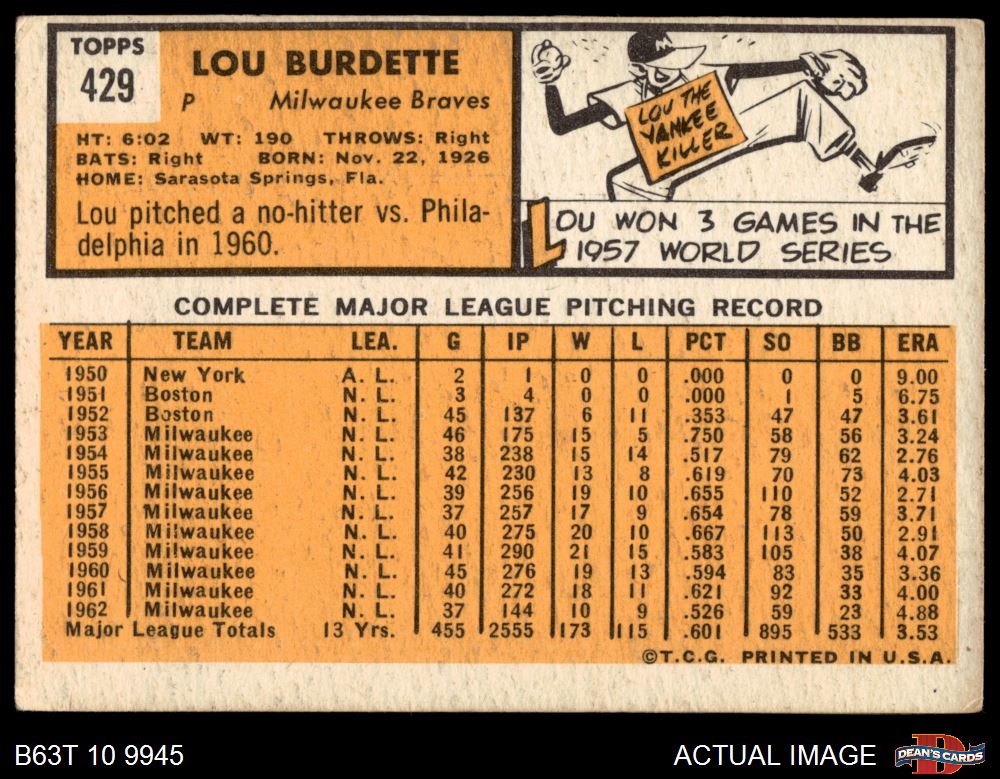 TOPPS
429
LOU BURDETTE
P Milwaukee Braves
HT: 6:02 WT: 190 THROWS: Right
BATS: Right BORN: Nov. 22, 1926
HOME: Sarasota Springs, Fla.
Lou pitched a no-hitter vs. Phila-
delphia in 1960.
LOU THE
YANKEE
KILLER
LOU WON 3 GAMES IN THE
1957 WORLD SERIES
COMPLETE MAJOR LEAGUE PITCHING RECORD
YEAR TEAM LEA. G IP W L PCT SO BB ERA
1950 New York A. L. 2 1 0 0 .000 0 0 9.00
1951 Boston N. L. 3 4 0 0 .000 1 5 6.75
1952 Boston N. L. 45 137 6 11 .353 47 47 3.61
1953 Milwaukee N. L. 46 175 15 5 .750 58 56 3.24
1954 Milwaukee N. L. 38 238 15 14 .517 79 62 2.76
1955 Milwaukee N. L. 42 230 13 8 .619 70 73 4.03
1956 Milwaukee N. L. 39 256 19 10 .655 110 52 2.71
1957 Milwaukee N. L. 37 257 17 9 .654 78 59 3.71
1958 Milwaukee N. L. 40 275 20 10 .667 113 50 2.91
1959 Milwaukee N. L. 41 290 21 15 .583 105 38 4.07
1960 Milwaukee N. L. 45 276 19 13 .594 83 35 3.36
1961 Milwaukee N. L. 40 272 18 11 .621 92 33 4.00
1962 Milwaukee N. L. 37 144 10 9 .526 59 23 4.88
Major League Totals 13 Yrs. 455 2555 173 115 .601 895 533 3.53
©T.C.G. PRINTED IN U.S.A.
B63T 10 9945
ACTUAL IMAGE
DEAN'S CARDS